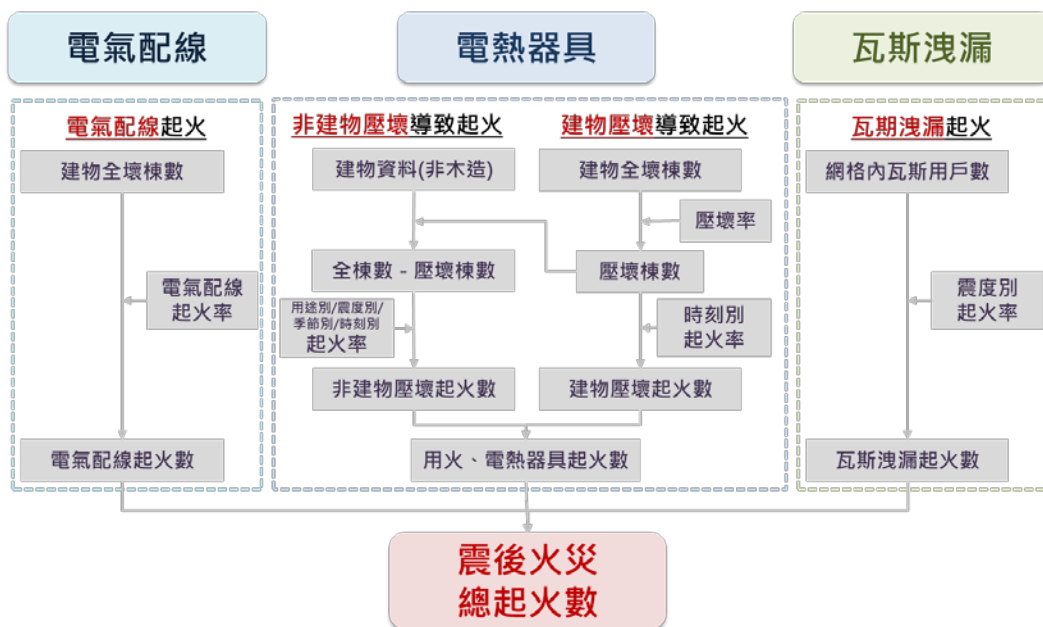 電氣配線
電熱器具
瓦斯洩漏
電氣配線起火
建物全壞棟數
電氣配線
起火率
電氣配線起火數
非建物壓壞導致起火
建物資料(非木造)
全棟數 - 壓壞棟數
用途別/震度別/
季節別/時刻別
起火率
非建物壓壞起火數
建物壓壞導致起火
建物全壞棟數
壓壞率
壓壞棟數
時刻別
起火率
建物壓壞起火數
用火、電熱器具起火數
瓦期洩漏起火
網格內瓦斯用戶數
震度別
起火率
瓦斯洩漏起火數
震後火災
總起火數